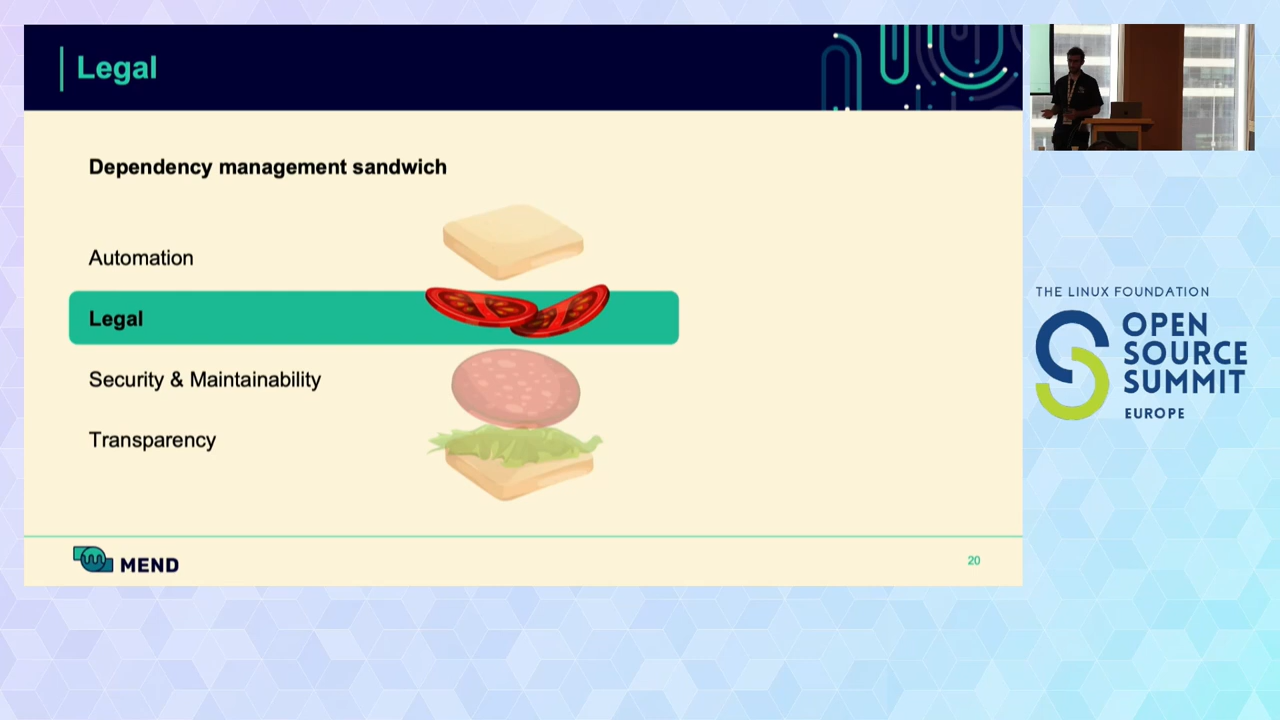 Legal
Dependency management sandwich
Automation
Legal
Security & Maintainability
Transparency
MEND
20
THE LINUX FOUNDATION
OPEN
SOURCE
SUMMIT
EUROPE